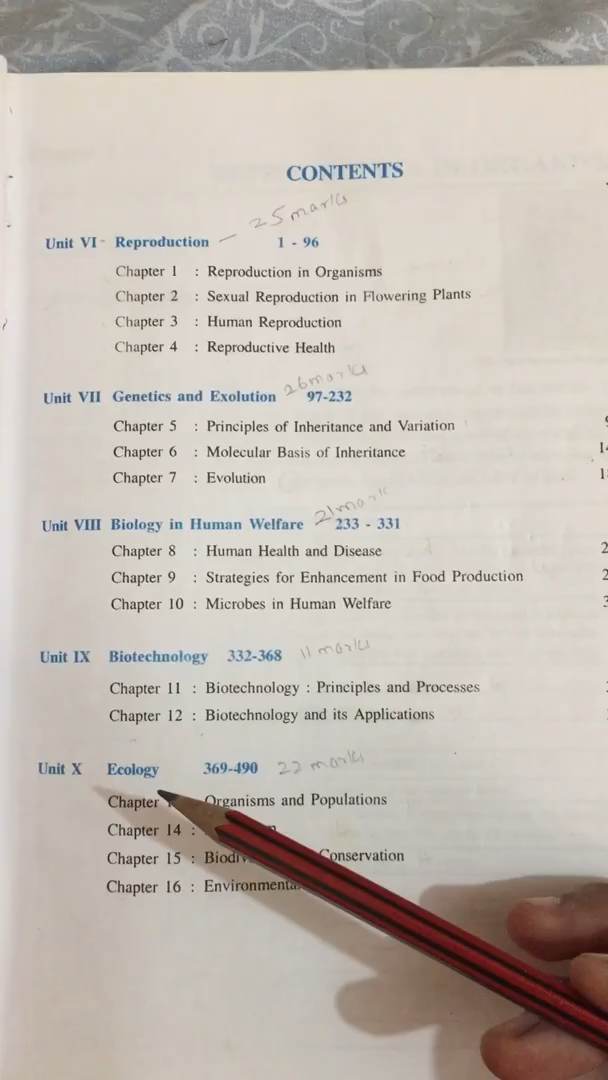 CONTENTS
25 marks
Unit VI - Reproduction – 1 - 96
Chapter 1 : Reproduction in Organisms
Chapter 2 : Sexual Reproduction in Flowering Plants
Chapter 3 : Human Reproduction
Chapter 4 : Reproductive Health
26 marks
Unit VII Genetics and Exolution 97-232
Chapter 5 : Principles of Inheritance and Variation
Chapter 6 : Molecular Basis of Inheritance
Chapter 7 : Evolution
21 mark
Unit VIII Biology in Human Welfare 233 - 331
Chapter 8 : Human Health and Disease
Chapter 9 : Strategies for Enhancement in Food Production
Chapter 10 : Microbes in Human Welfare
Unit IX Biotechnology 332-368 11 marks
Chapter 11 : Biotechnology : Principles and Processes
Chapter 12 : Biotechnology and its Applications
Unit X Ecology 369-490 22 marks
Chapter Organisms and Populations
Chapter 14 :
Chapter 15 : Conservation
Chapter 16 :